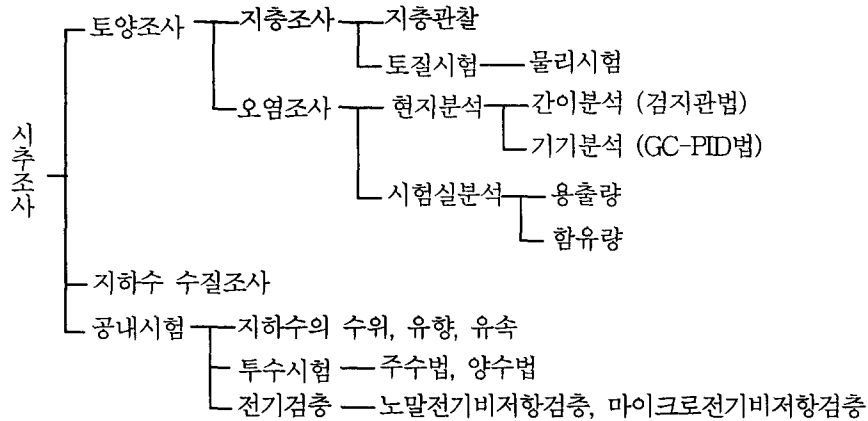 토양조사 지층조사 지층관찰
토질시험 물리시험
오염조사 현지분석 간이분석 (검지관법)
기기분석 (GC-PID법)
시추조사
시험실분석 용출량
함유량
지하수 수질조사
공내시험 지하수의 수위, 유향, 유속
투수시험 주수법, 양수법
전기검층 노말전기비저항검층, 마이크로전기비저항검층